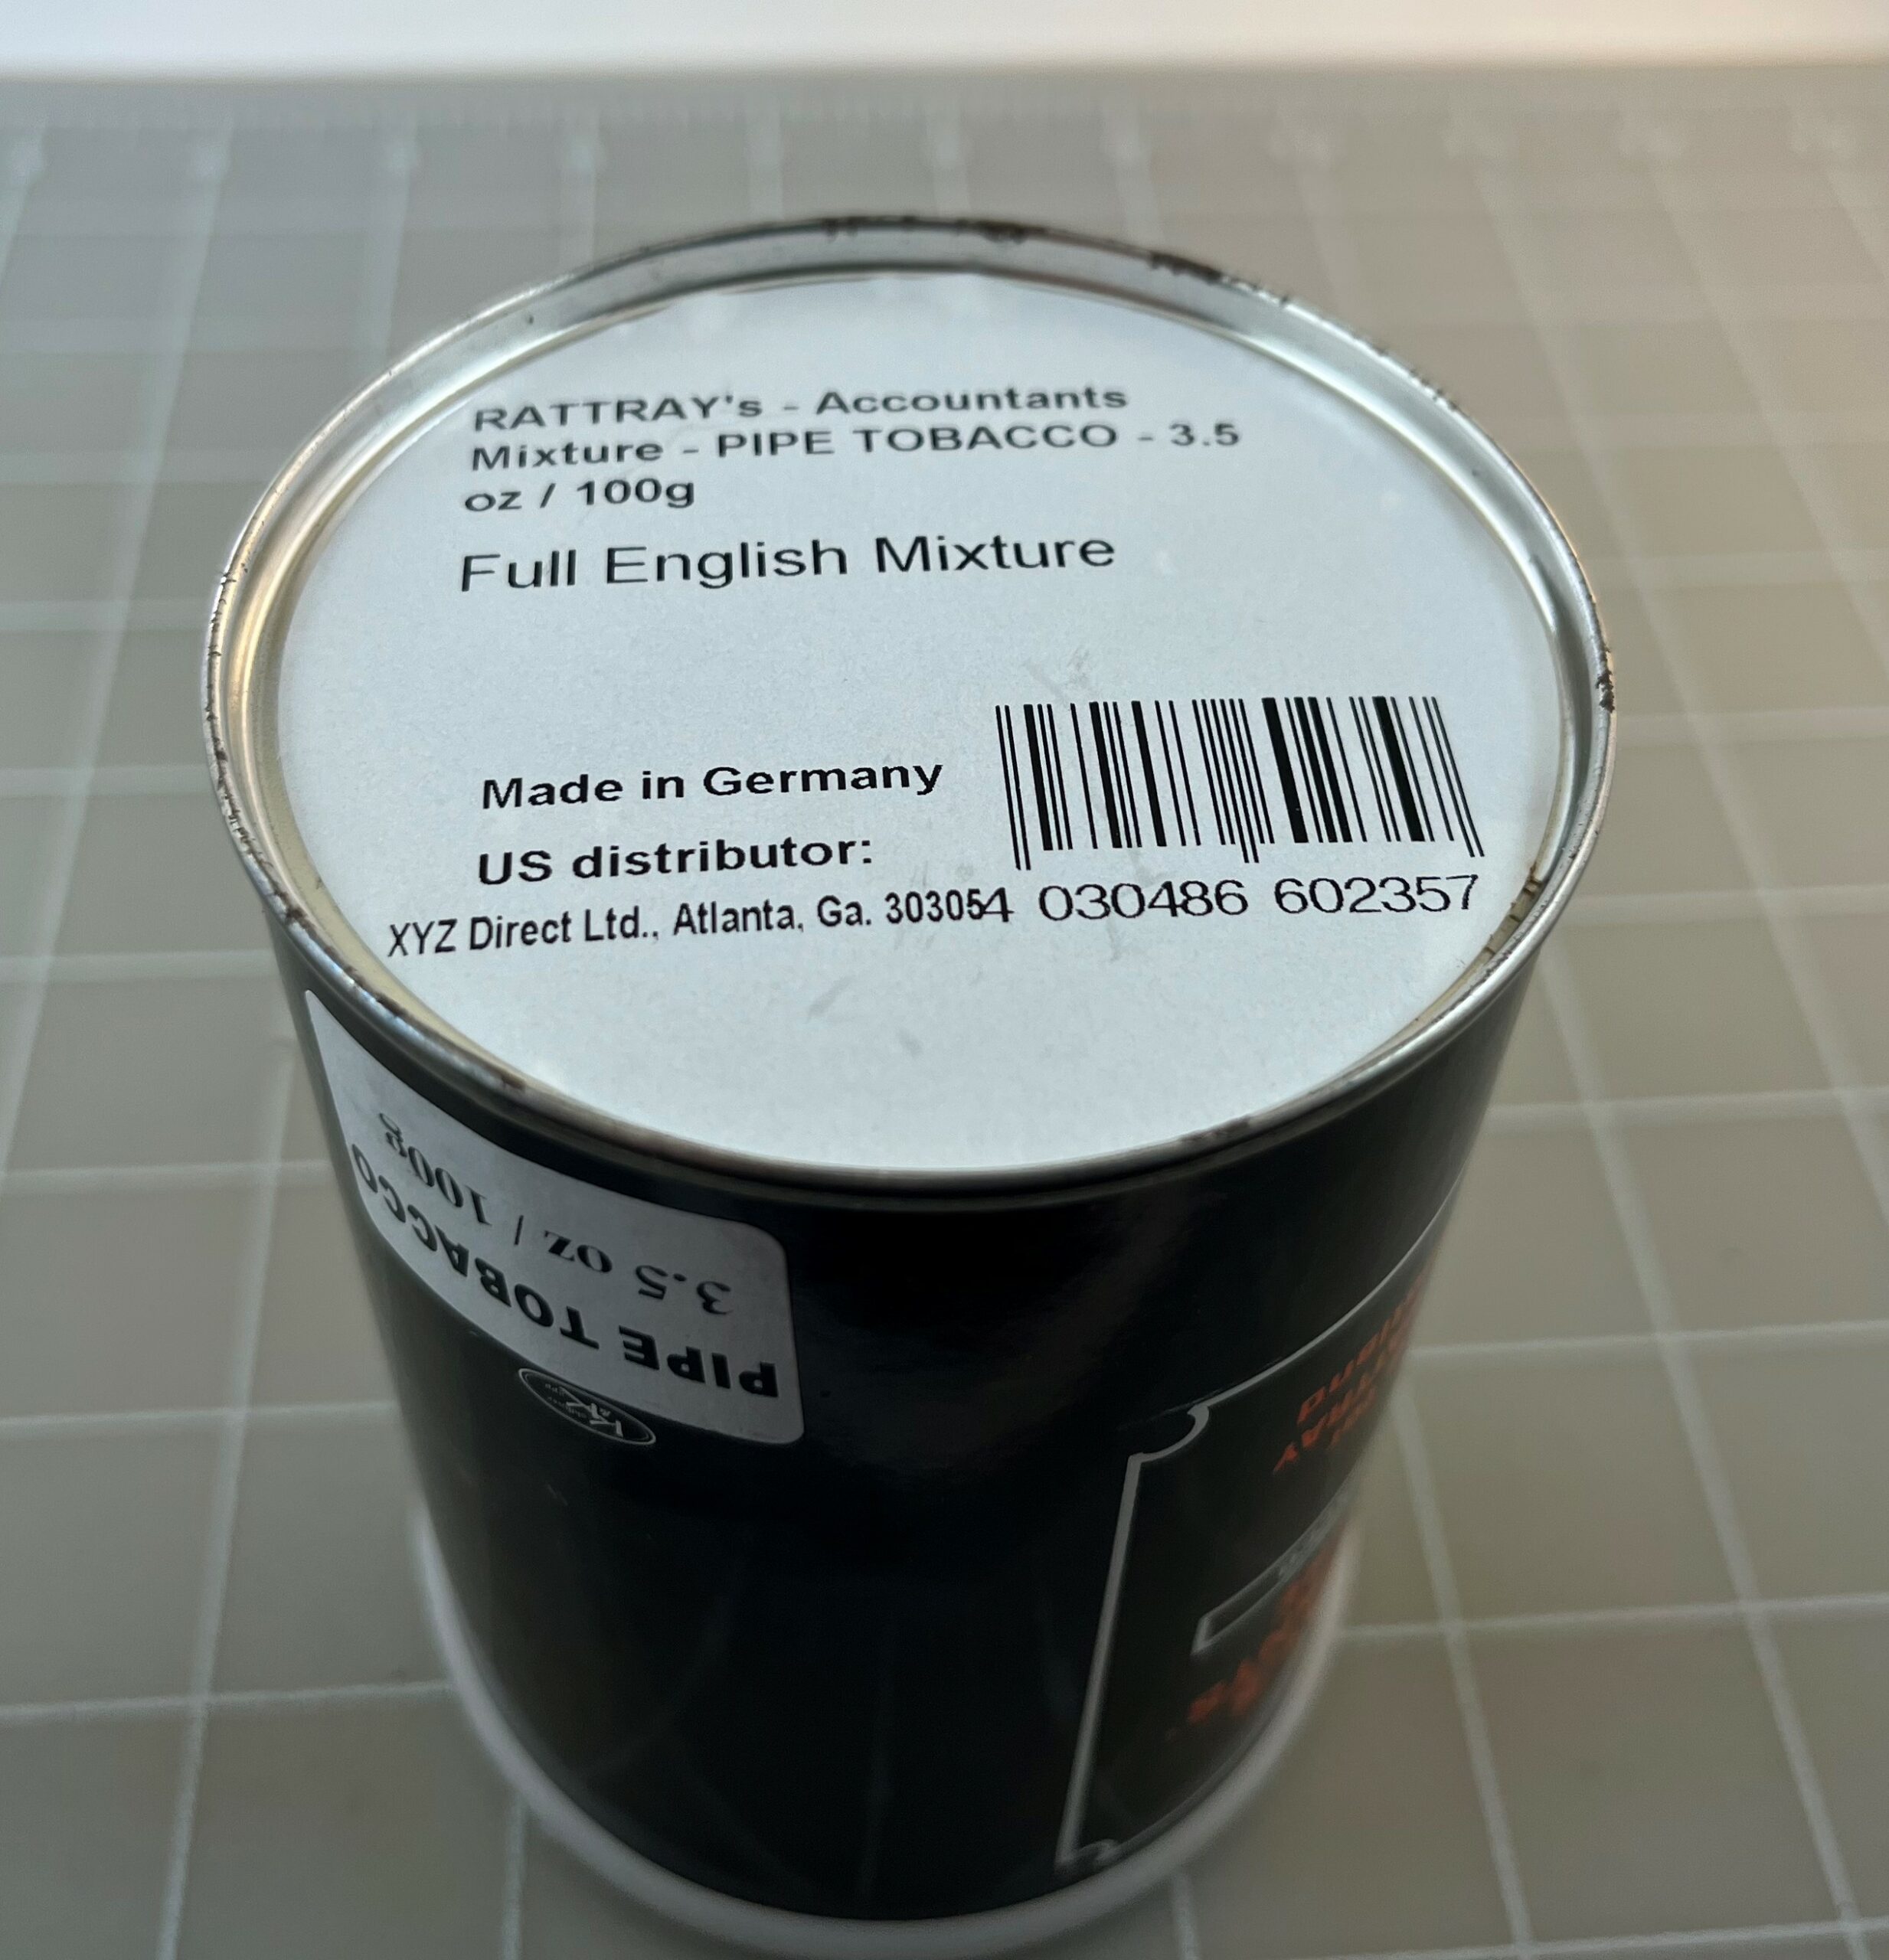 RATTRAY's - Accountants
Mixture - PIPE TOBACCO - 3.5
oz / 100g
Full English Mixture
Made in Germany
US distributor:
XYZ Direct Ltd., Atlanta, Ga. 30305
4 030486 602357
PIPE TOBACCO
3.5 oz / 100g
K&K